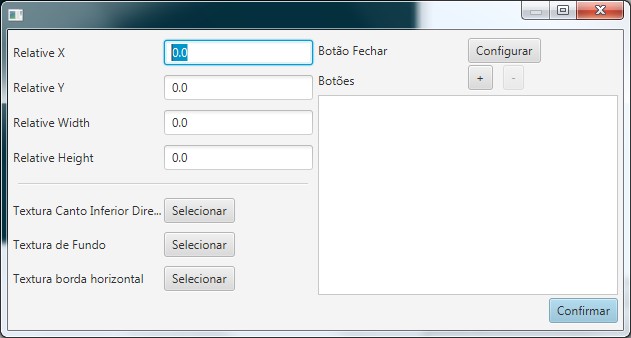 Relative X 0.0
Relative Y 0.0
Relative Width 0.0
Relative Height 0.0
Textura Canto Inferior Dire... Selecionar
Textura de Fundo Selecionar
Textura borda horizontal Selecionar
Botão Fechar Configurar
Botões + -
Confirmar